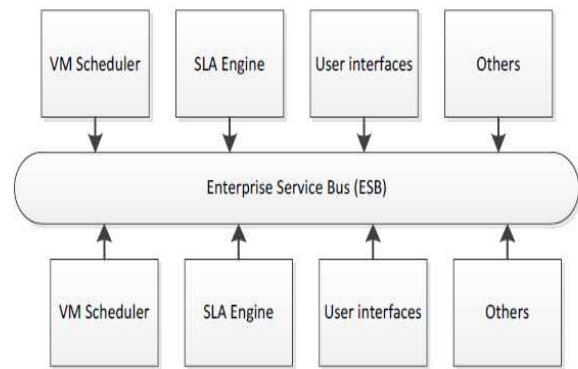 VM Scheduler
SLA Engine
User interfaces
Others
Enterprise Service Bus (ESB)
VM Scheduler
SLA Engine
User interfaces
Others